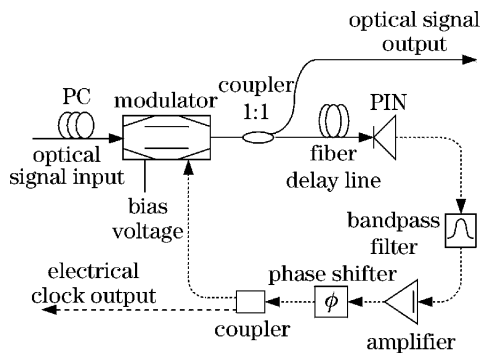 optical signal
output
coupler
1:1
PC
modulator
PIN
optical
signal input
fiber
delay line
bias
voltage
bandpass
filter
electrical
clock output
phase shifter
ϕ
coupler
amplifier